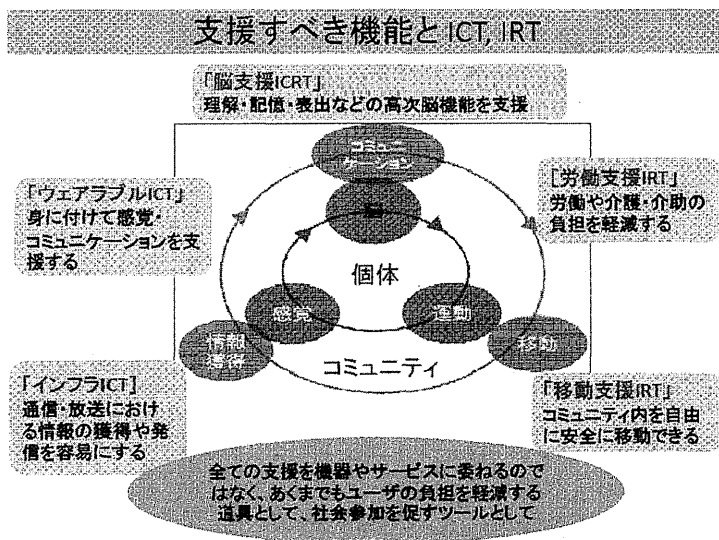 支援すべき機能とICT, IRT
「脳支援ICRT」
理解・記憶・表出などの高次脳機能を支援
コミュニ
ケーション
「ウェアラブルICT」
身に付けて感覚・
コミュニケーションを支
援する
[労働支援IRT」
労働や介護・介助の
負担を軽減する
脳
個体
感覚
運動
情報
獲得
移動
コミュニティ
「インフラICT]
通信・放送におけ
る情報の獲得や発
信を容易にする
「移動支援IRT」
コミュニティ内を自由
に安全に移動できる
全ての支援を機器やサービスに委ねるので
はなく、あくまでもユーザの負担を軽減する
道具として、社会参加を促すツールとして